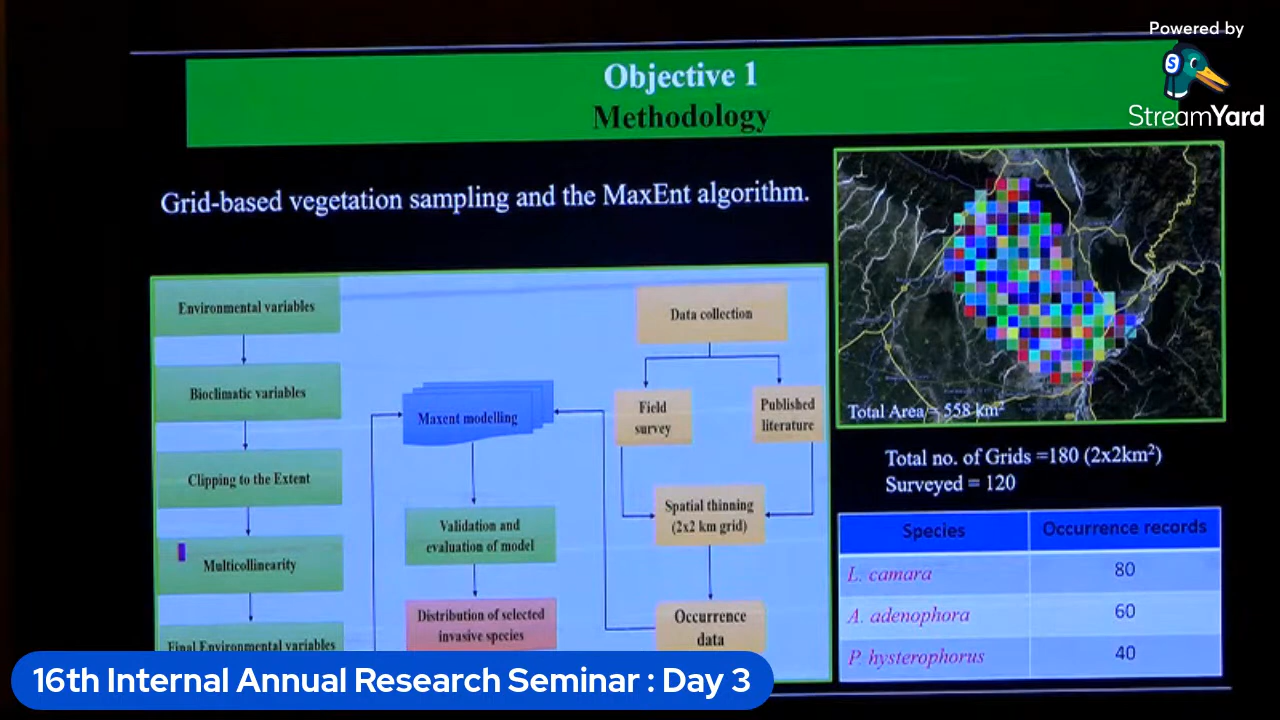 Powered by
StreamYard
Objective 1
Methodology
Grid-based vegetation sampling and the MaxEnt algorithm.
Environmental variables
Bioclimatic variables
Clipping to the Extent
Multicollinearity
Final Environmental variables
Maxent modelling
Validation and
evaluation of model
Distribution of selected
invasive species
Data collection
Field
survey
Published
literature
Spatial thinning
(2x2 km grid)
Occurrence
data
Total Area = 558 km²
Total no. of Grids =180 (2x2km²)
Surveyed = 120
Species Occurrence records
L. camara 80
A. adenophora 60
P. hysterophorus 40
16th Internal Annual Research Seminar : Day 3